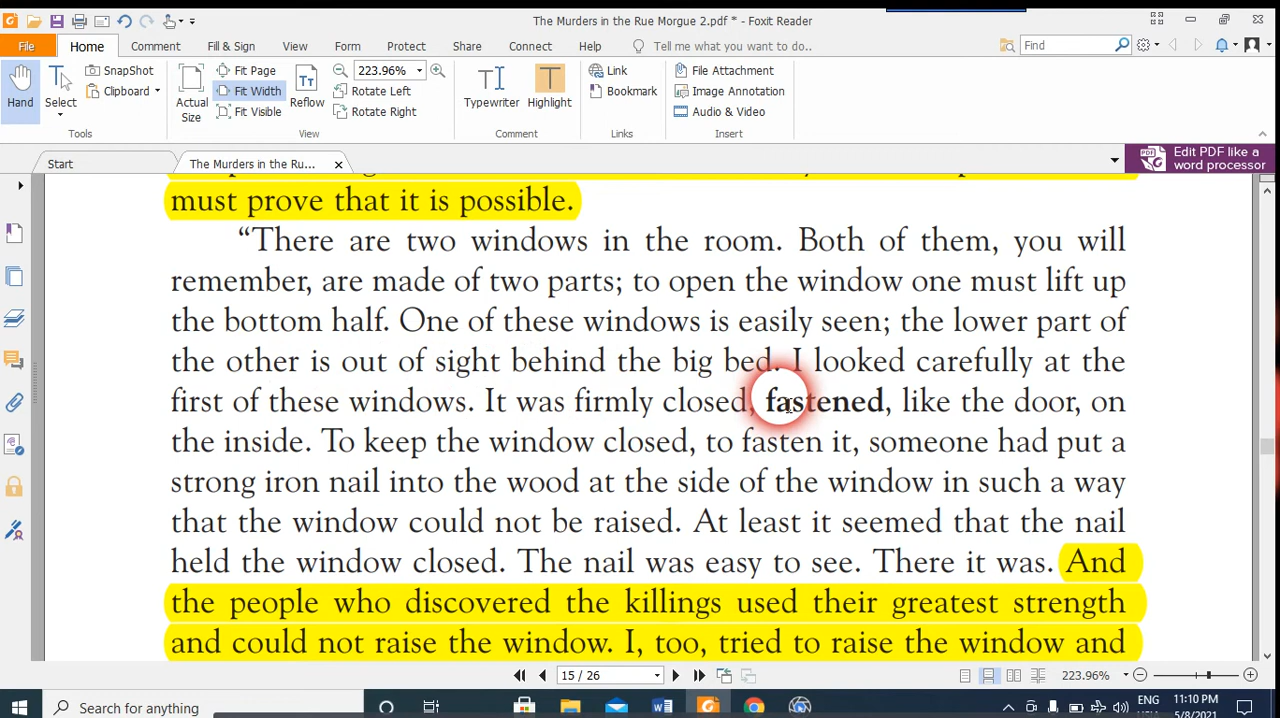 The Murders in the Rue Morgue 2.pdf * - Foxit Reader
File Home Comment Fill & Sign View Form Protect Share Connect Help Tell me what you want to do.. Find
Hand
Select
SnapShot
Clipboard
Tools
Actual Size
Fit Page
Fit Width
Fit Visible
Reflow
223.96%
Rotate Left
Rotate Right
View
Typewriter
Highlight
Comment
Link
Bookmark
Links
File Attachment
Image Annotation
Audio & Video
Insert
Start
The Murders in the Ru...
Edit PDF like a
word processor
must prove that it is possible.
“There are two windows in the room. Both of them, you will
remember, are made of two parts; to open the window one must lift up
the bottom half. One of these windows is easily seen; the lower part of
the other is out of sight behind the big bed. I looked carefully at the
first of these windows. It was firmly closed, fastened, like the door, on
the inside. To keep the window closed, to fasten it, someone had put a
strong iron nail into the wood at the side of the window in such a way
that the window could not be raised. At least it seemed that the nail
held the window closed. The nail was easy to see. There it was. And
the people who discovered the killings used their greatest strength
and could not raise the window. I, too, tried to raise the window and
15 / 26
223.96%
Search for anything
ENG
11:10 PM
5/8/2021